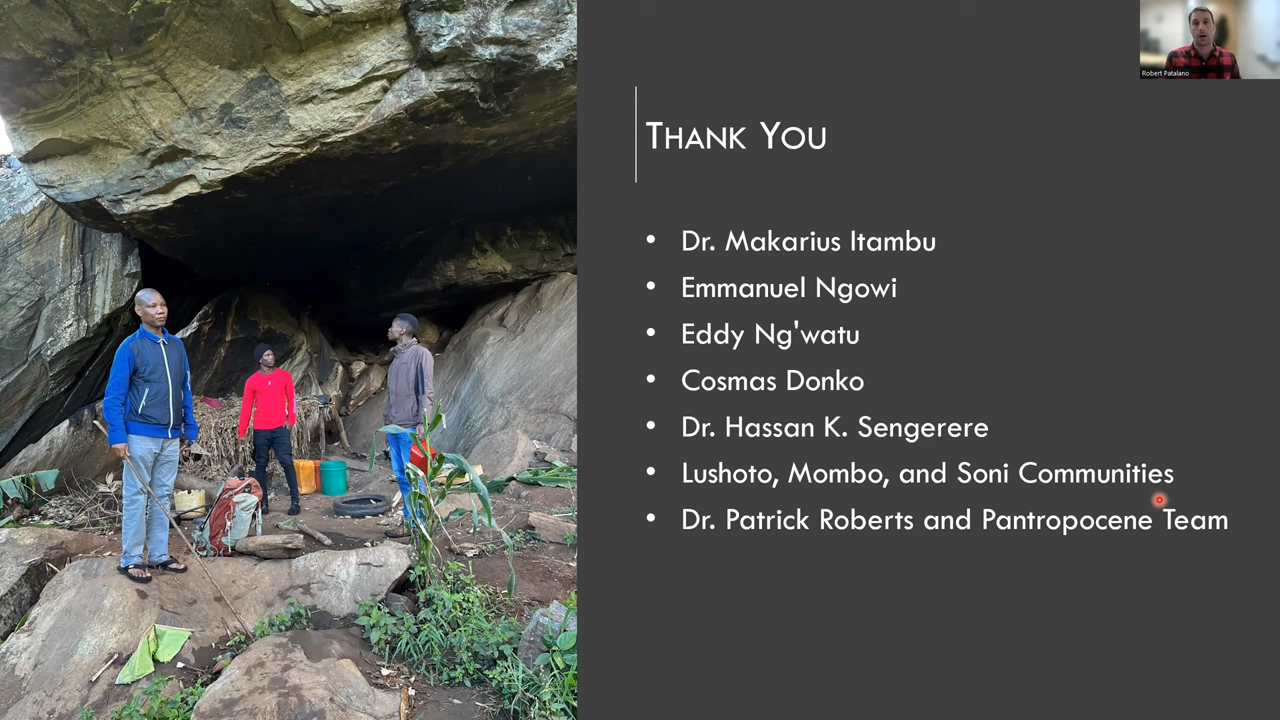 Robert Patalano
THANK YOU
• Dr. Makarius Itambu
• Emmanuel Ngowi
• Eddy Ng'watu
• Cosmas Donko
• Dr. Hassan K. Sengerere
• Lushoto, Mombo, and Soni Communities
• Dr. Patrick Roberts and Pantropocene Team